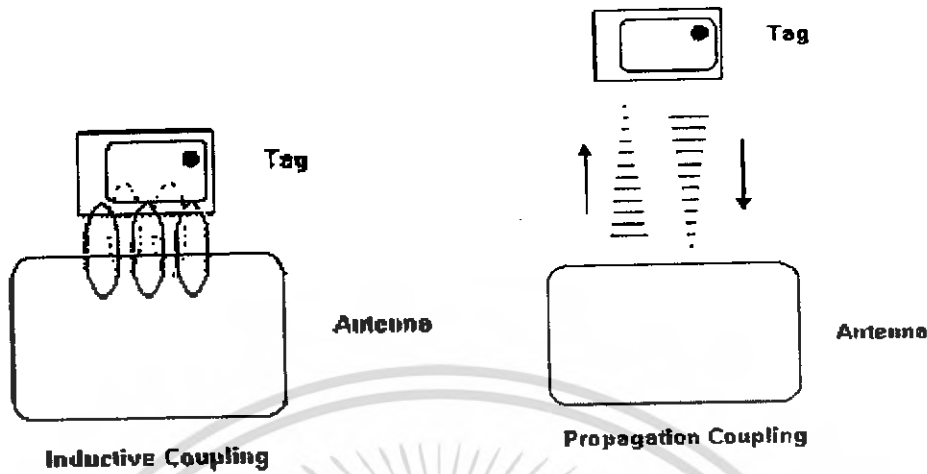 Tag
Antenna
Inductive Coupling
Tag
Antenna
Propagation Coupling